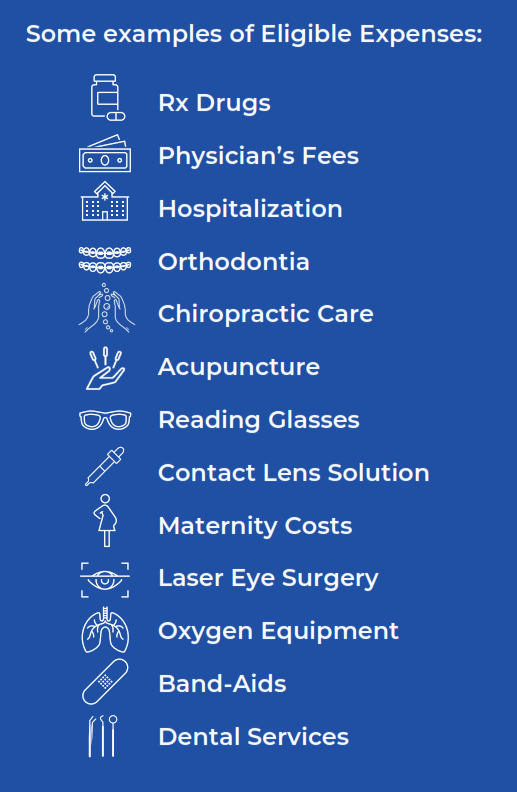 Some examples of Eligible Expenses:
Rx Drugs
Physician’s Fees
Hospitalization
Orthodontia
Chiropractic Care
Acupuncture
Reading Glasses
Contact Lens Solution
Maternity Costs
Laser Eye Surgery
Oxygen Equipment
Band-Aids
Dental Services